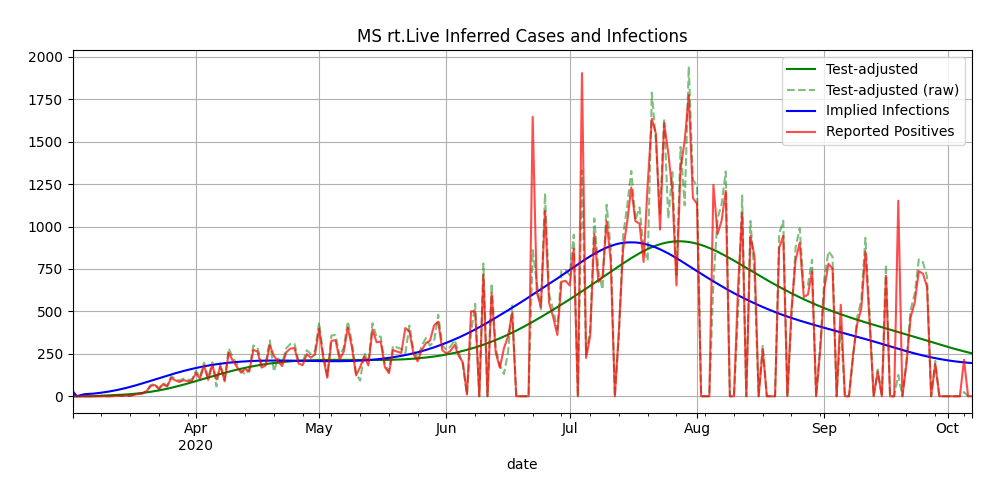 MS rt.Live Inferred Cases and Infections
2000
1750
1500
1250
1000
750
500
250
0
Test-adjusted
Test-adjusted (raw)
Implied Infections
Reported Positives
Apr
2020
May
Jun
Jul
Aug
Sep
Oct
date